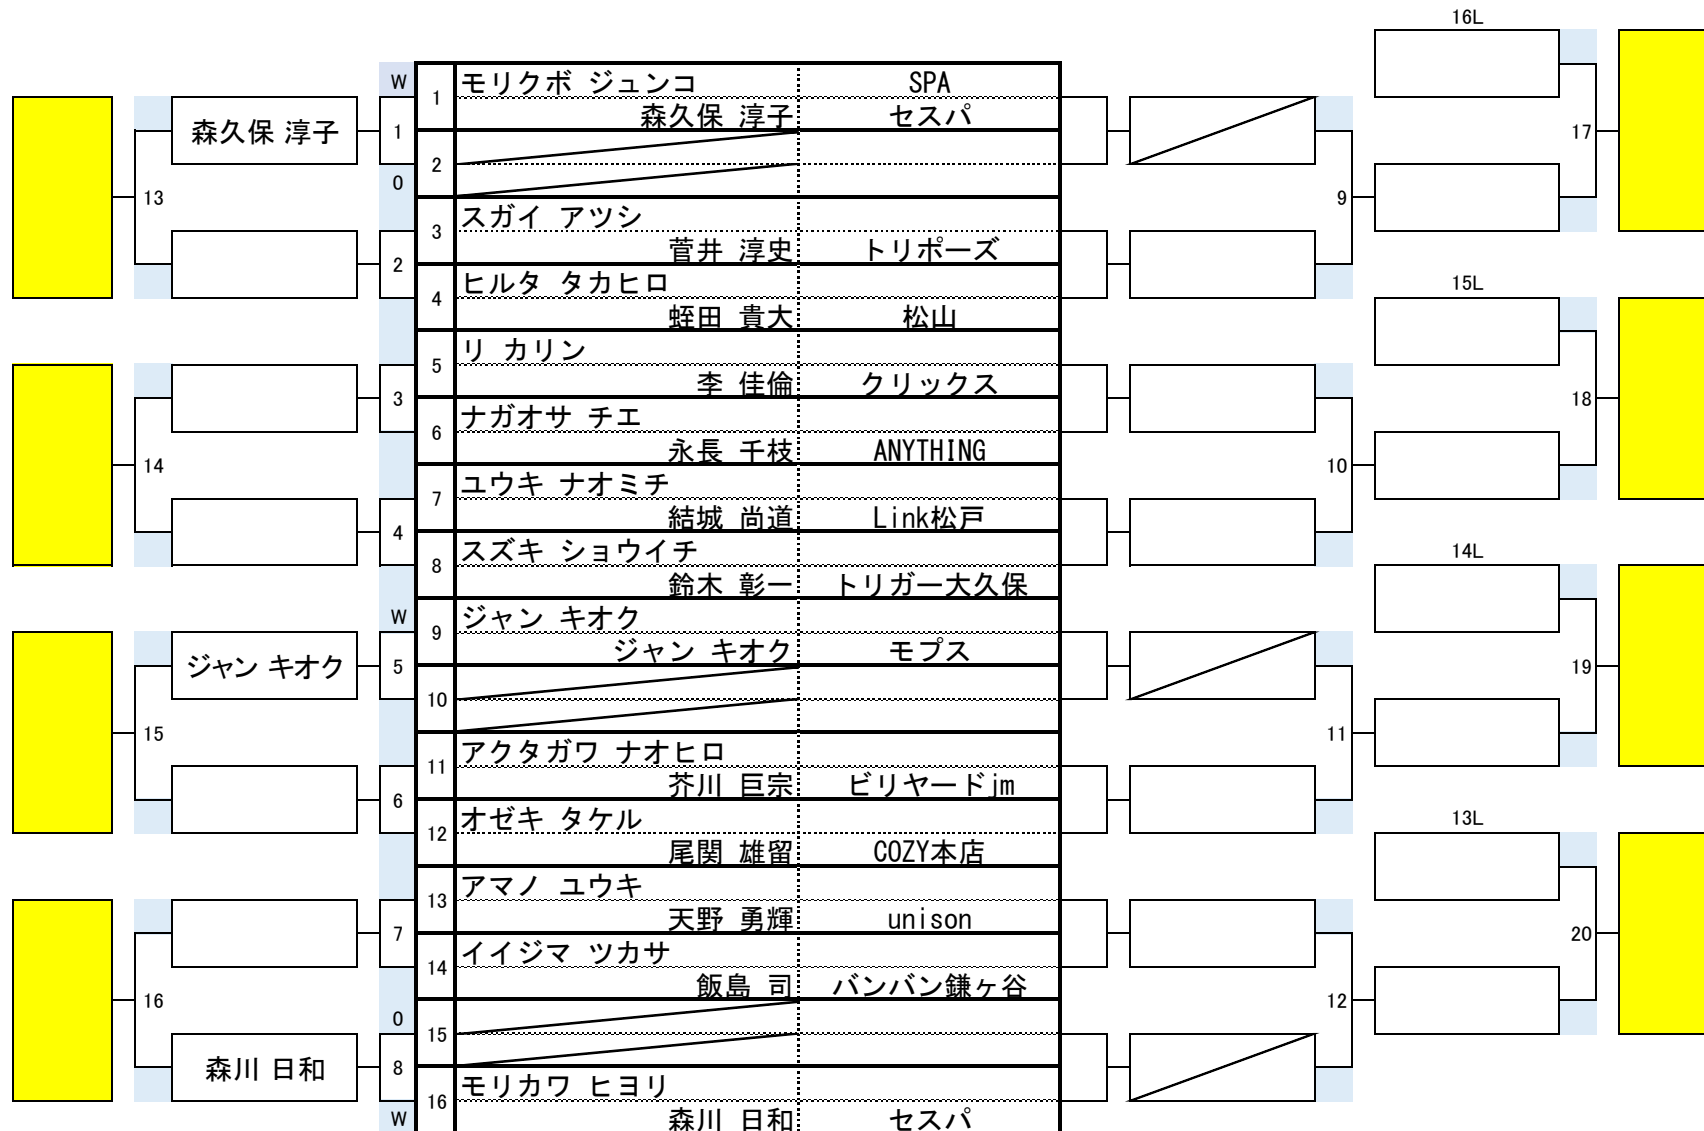 16L
W
1 モリクボ ジュンコ SPA
森久保 淳子 1 森久保 淳子 セスパ 17
2
0
13 9
スガイ アツシ
3
2 菅井 淳史 トリポーズ
ヒルタ タカヒロ 15L
4
蛭田 貴大 松山
リ カリン
5
3 李 佳倫 クリックス 18
ナガオサ チエ
6
永長 千枝 ANYTHING
14 10
ユウキ ナオミチ
7
4 結城 尚道 Link松戸
スズキ ショウイチ 14L
8
鈴木 彰一 トリガー大久保
W
9 ジャン キオク
ジャン キオク 5 ジャン キオク モプス 19
10
15 11
アクタガワ ナオヒロ
11
6 芥川 巨宗 ビリヤードjm
オゼキ タケル 13L
12
尾関 雄留 COZY本店
アマノ ユウキ
13
7 天野 勇輝 unison 20
イイジマ ツカサ
14
飯島 司 バンバン鎌ヶ谷
16 12
0
15
森川 日和 8
モリカワ ヒヨリ
16
W 森川 日和 セスパ